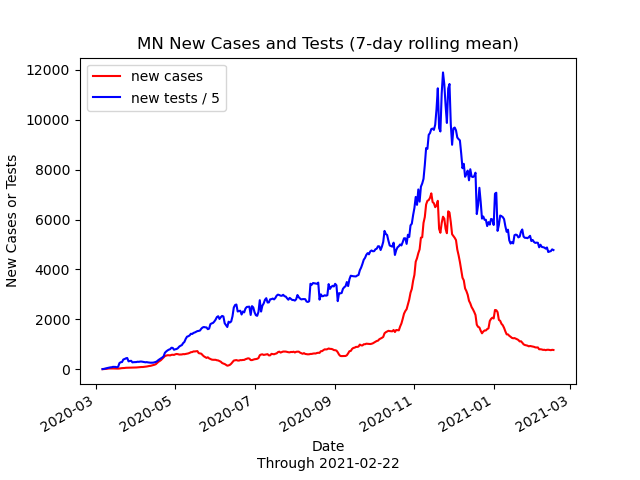 MN New Cases and Tests (7-day rolling mean)
new cases
new tests / 5
12000
10000
8000
6000
4000
2000
0
New Cases or Tests
2020-03
2020-05
2020-07
2020-09
2020-11
2021-01
2021-03
Date
Through 2021-02-22